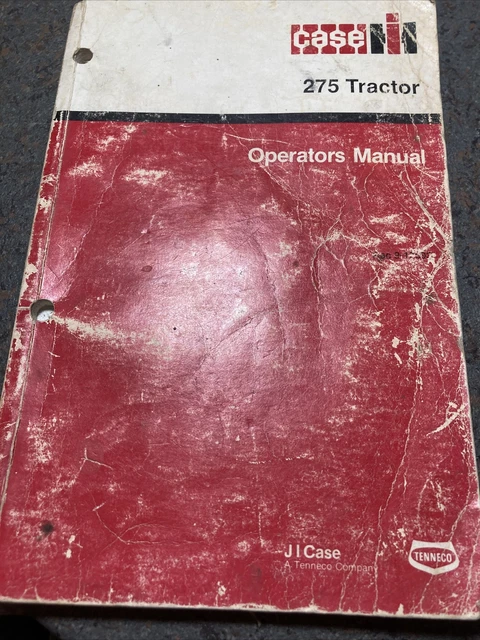 case IH
275 Tractor
Operators Manual
J I Case
A Tenneco Company
TENNECO